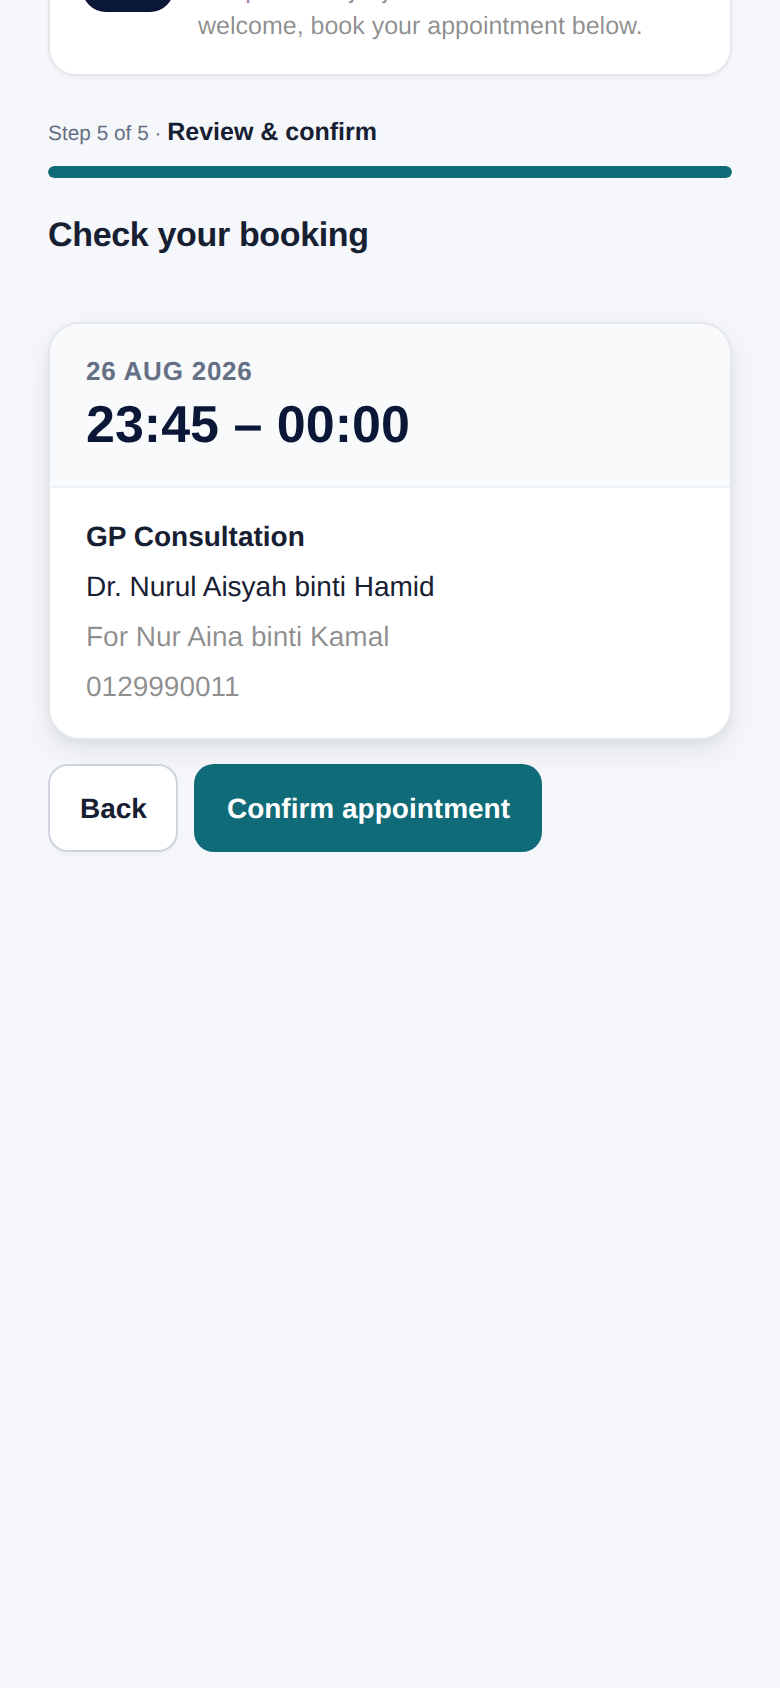 welcome, book your appointment below.
Step 5 of 5 · Review & confirm
Check your booking
26 AUG 2026
23:45 – 00:00
GP Consultation
Dr. Nurul Aisyah binti Hamid
For Nur Aina binti Kamal
0129990011
Back
Confirm appointment